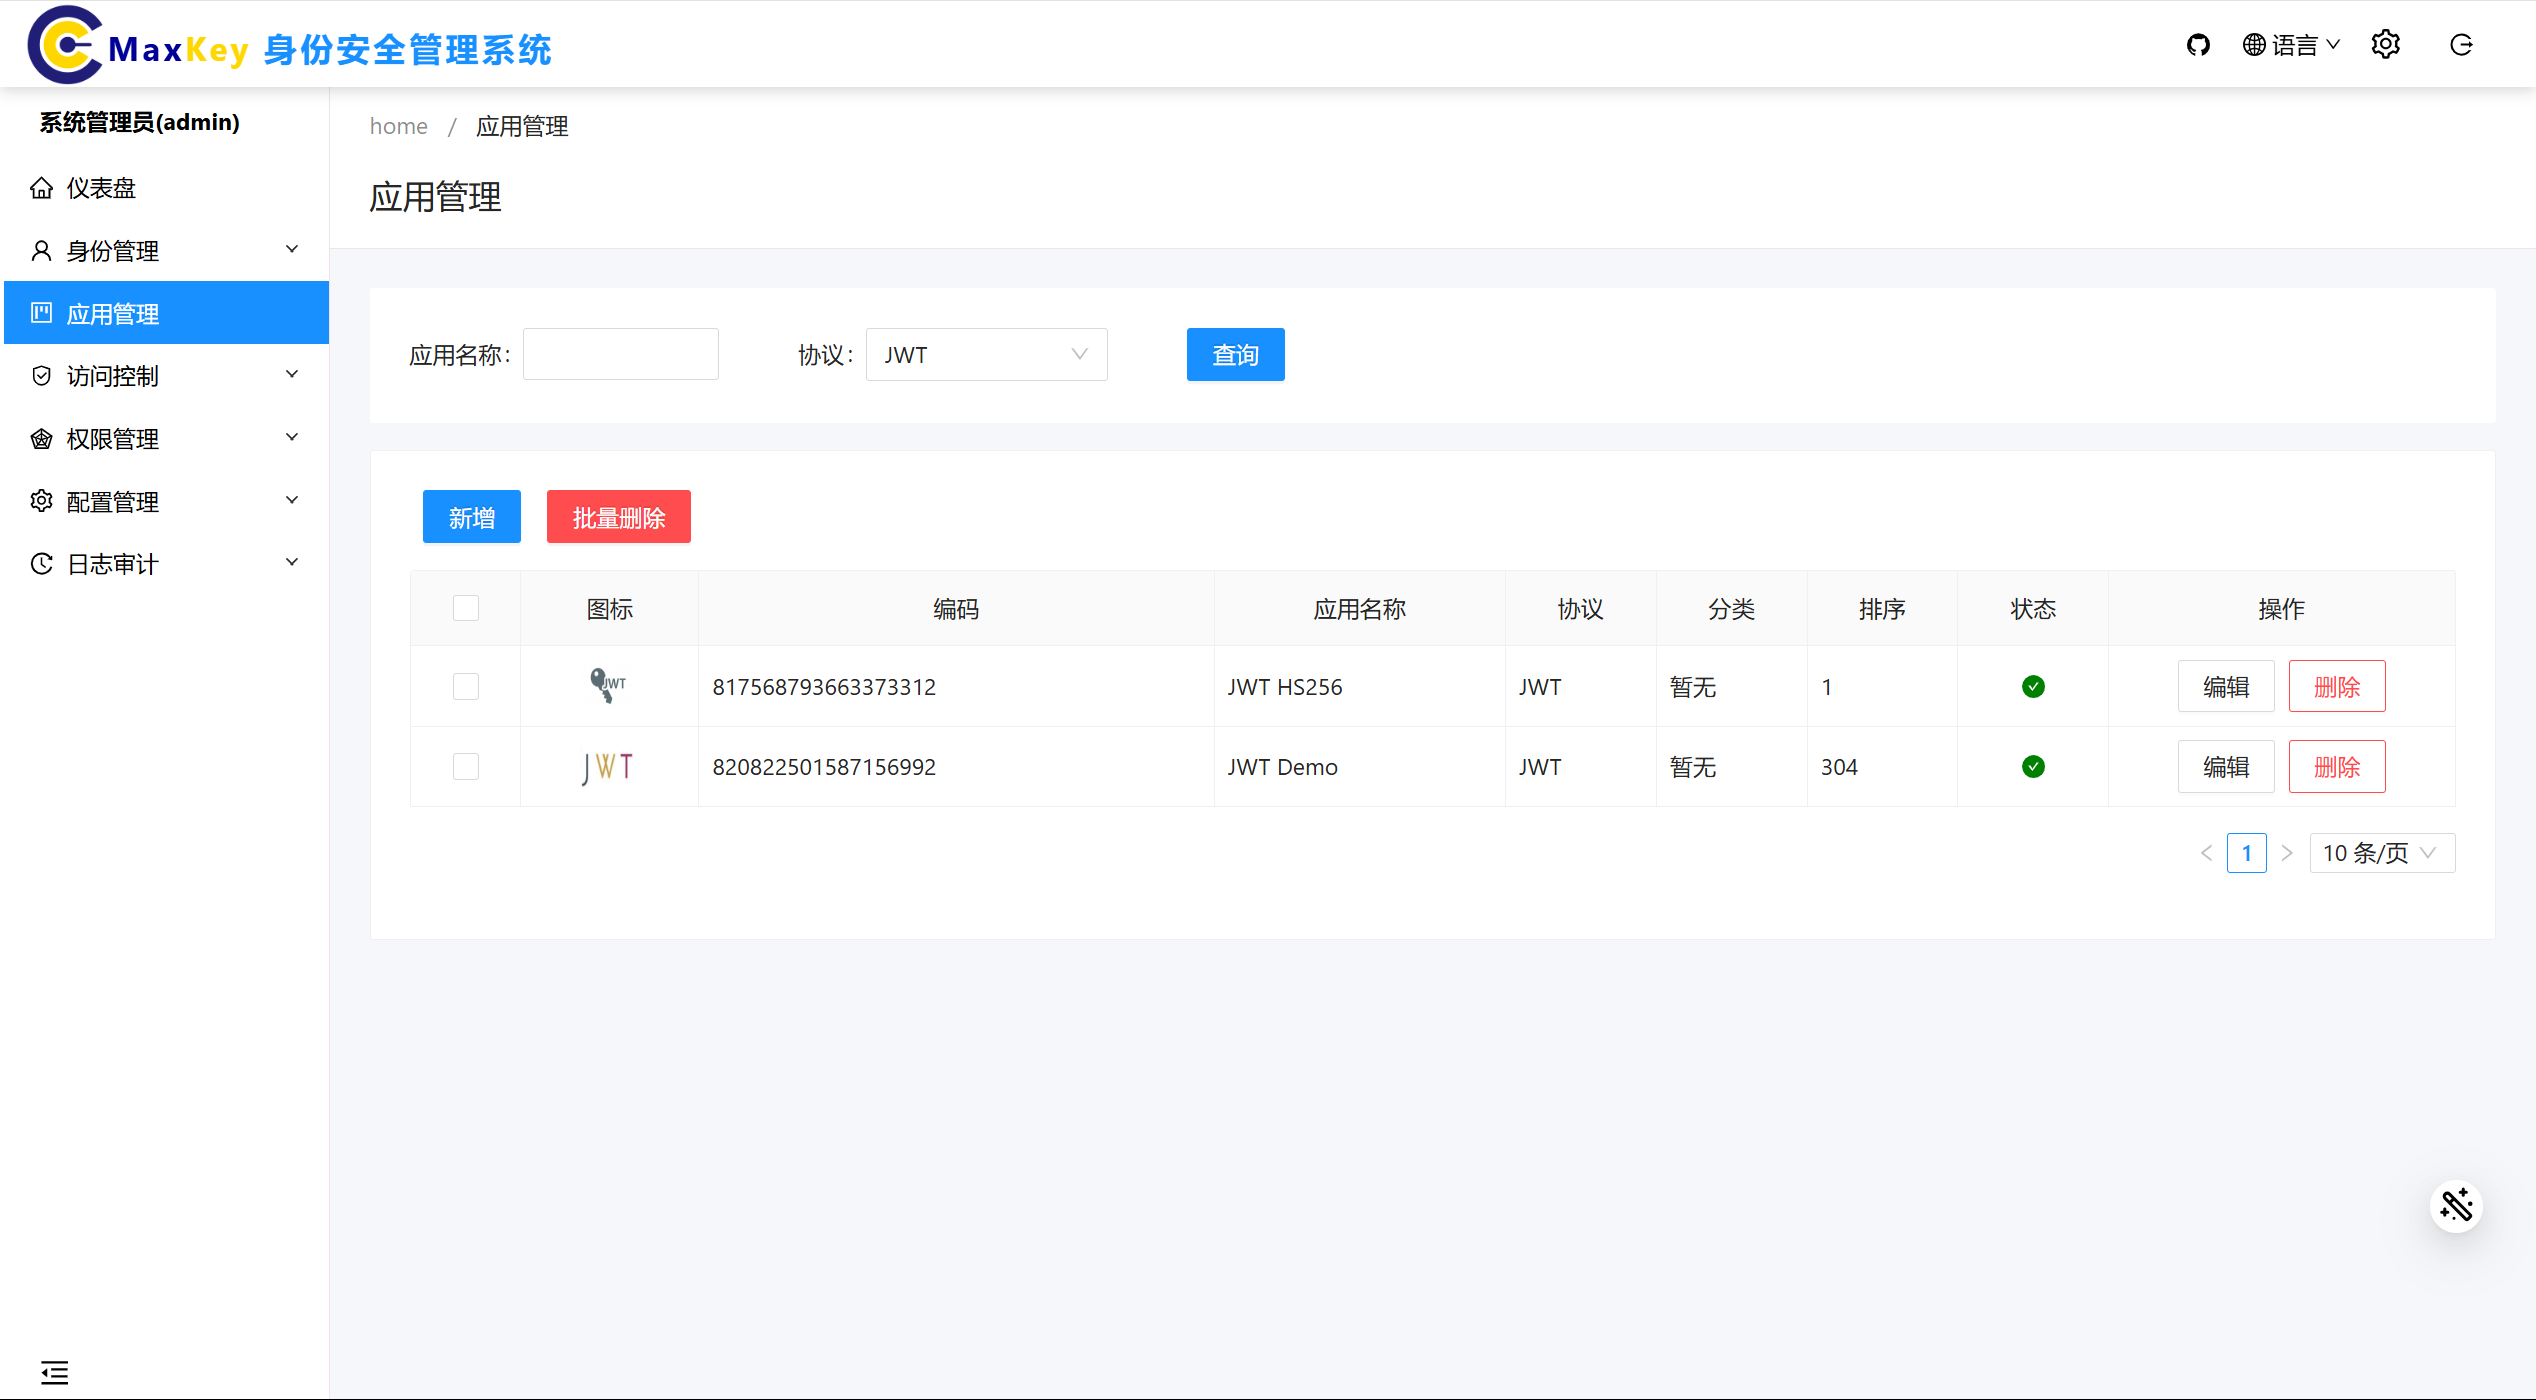 MaxKey 身份安全管理系统
语言
系统管理员(admin)
仪表盘
身份管理
应用管理
访问控制
权限管理
配置管理
日志审计
home / 应用管理
应用管理
应用名称: 协议: JWT 查询
新增 批量删除
图标 编码 应用名称 协议 分类 排序 状态 操作
JWT 817568793663373312 JWT HS256 JWT 暂无 1 编辑 删除
JWT 820822501587156992 JWT Demo JWT 暂无 304 编辑 删除
1 10 条/页